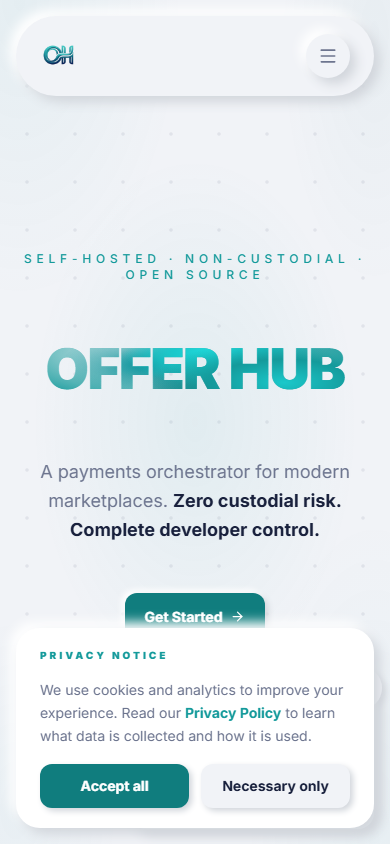 OH
SELF-HOSTED · NON-CUSTODIAL ·
OPEN SOURCE
OFFER HUB
A payments orchestrator for modern
marketplaces. Zero custodial risk.
Complete developer control.
Get Started →
PRIVACY NOTICE
We use cookies and analytics to improve your
experience. Read our Privacy Policy to learn
what data is collected and how it is used.
Accept all
Necessary only